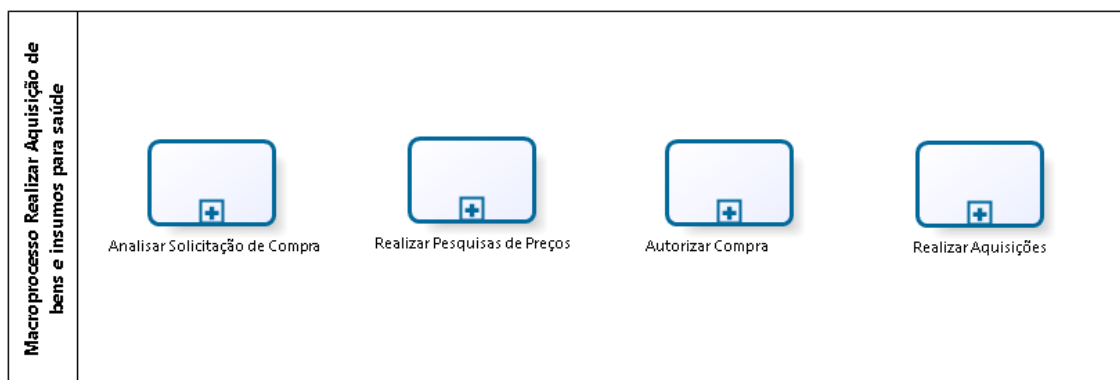 Macroprocesso Realizar Aquisição de
bens e insumos para saúde
Analisar Solicitação de Compra
Realizar Pesquisas de Preços
Autorizar Compra
Realizar Aquisições